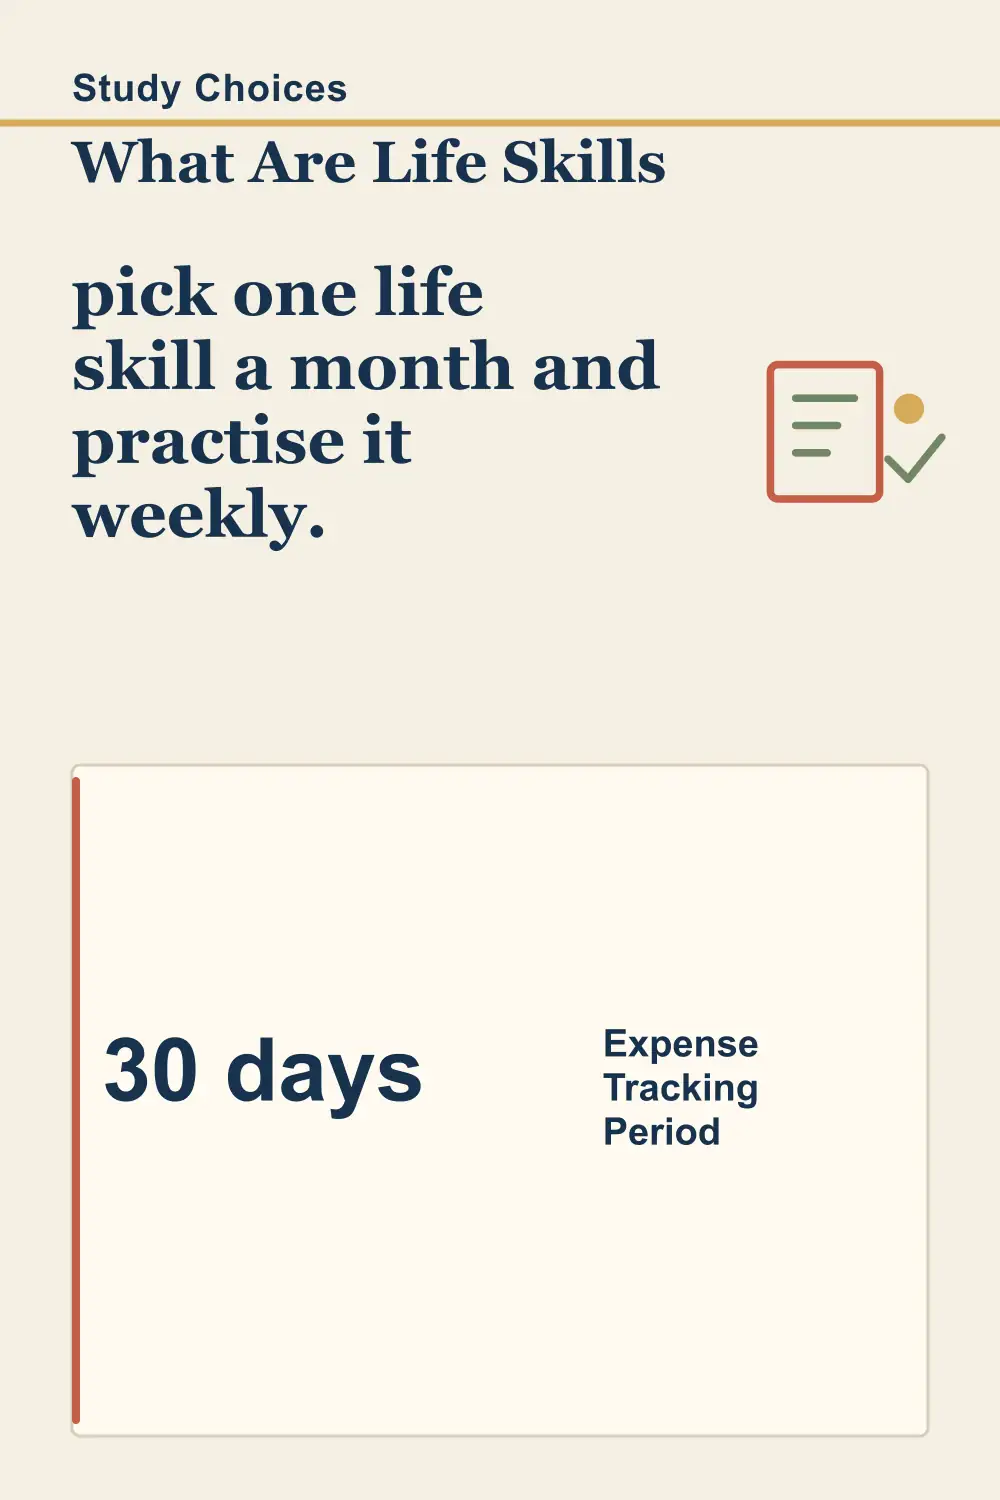 Study Choices
What Are Life Skills
pick one life
skill a month and
practise it
weekly.
30 days
Expense
Tracking
Period